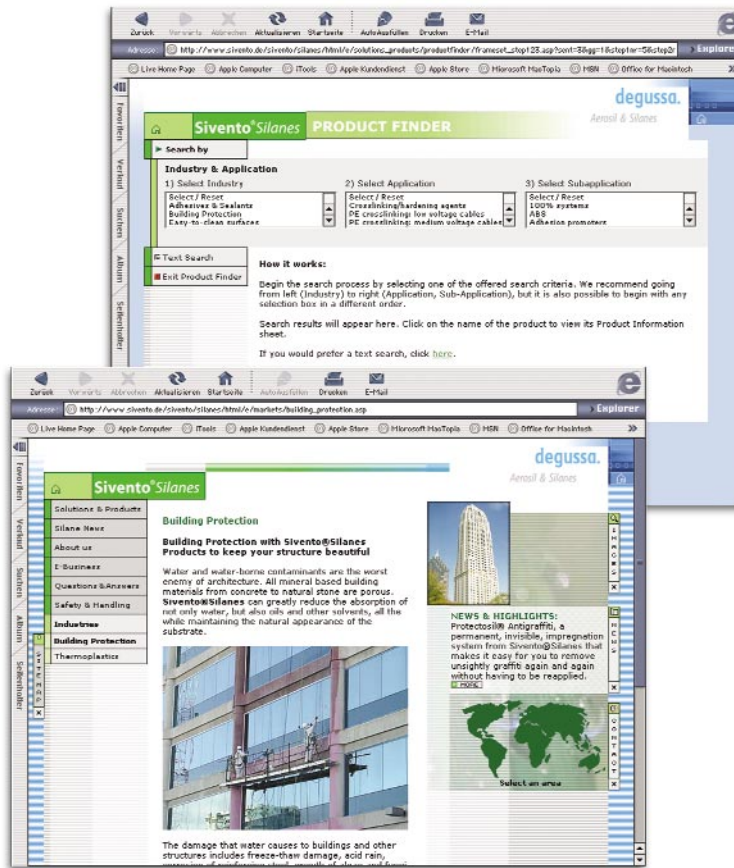 Zurück Vorwärts Abbrechen Aktualisieren Startseite AutoAusfüllen Drucken E-Mail
Adresse http://www.sivento.de/sivento/silanes/html/e/solutions_products/productfinder/frameset_step123.asp?sent=3&gg=1&stepnr=5&step2r Explorer
Live Home Page Apple Computer iTools Apple Kundendienst Apple Store Microsoft MacTopia MSN Office for Macintosh
Favoriten
Verlauf
Suchen
Album
Seitenhalter
degussa.
Aerosil & Silanes
Sivento®Silanes PRODUCT FINDER
Search by
Industry & Application
1) Select Industry 2) Select Application 3) Select Subapplication
Select / Reset Select / Reset Select / Reset
Adhesives & Sealants Crosslinking/hardening agents 100% systems
Building Protection PE crosslinking: low voltage cables ABS
Easy-to-clean surfaces PE crosslinking: medium voltage cables Adhesion promoters
Text Search
Exit Product Finder
How it works:
Begin the search process by selecting one of the offered search criteria. We recommend going
from left (Industry) to right (Application, Sub-Application), but it is also possible to begin with any
selection box in a different order.
Search results will appear here. Click on the name of the product to view its Product Information
sheet.
If you would prefer a text search, click here.
Zurück Vorwärts Abbrechen Aktualisieren Startseite AutoAusfüllen Drucken E-Mail
Adresse http://www.sivento.de/sivento/silanes/html/e/markets/building_protection.asp Explorer
Live Home Page Apple Computer iTools Apple Kundendienst Apple Store Microsoft MacTopia MSN Office for Macintosh
Favoriten
Verlauf
Suchen
Album
Seitenhalter
degussa.
Aerosil & Silanes
Sivento®Silanes
Solutions & Products
Silane News
About us
E-Business
Questions & Answers
Safety & Handling
Industries
Building Protection
Thermoplastics
SITEMAP
Building Protection
Building Protection with Sivento®Silanes
Products to keep your structure beautiful
Water and water-borne contaminants are the worst
enemy of architecture. All mineral based building
materials from concrete to natural stone are porous.
Sivento®Silanes can greatly reduce the absorption of
not only water, but also oils and other solvents, all the
while maintaining the natural appearance of the
substrate.
The damage that water causes to buildings and other
structures includes freeze-thaw damage, acid rain,
corrosion of reinforcing steel, growth of algae and fungi
IMAGES
NEWS & HIGHLIGHTS:
Protectosil® Antigraffiti, a
permanent, invisible, impregnation
system from Sivento®Silanes that
makes it easy for you to remove
unsightly graffiti again and again
without having to be reapplied.
MORE
NEWS
Select an area
CONTACT